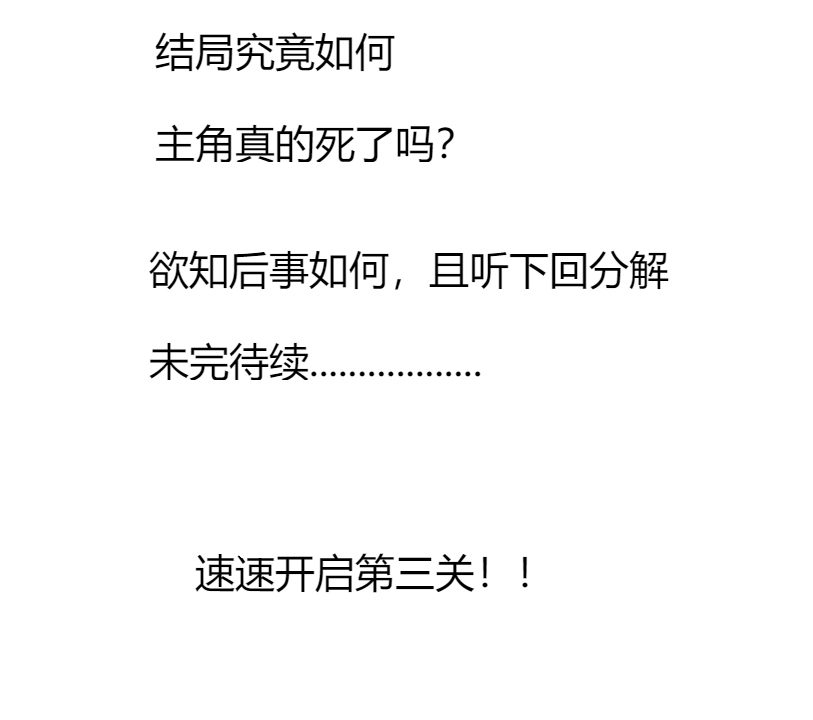 结局究竟如何
主角真的死了吗？
欲知后事如何，且听下回分解
未完待续..................
速速开启第三关！！